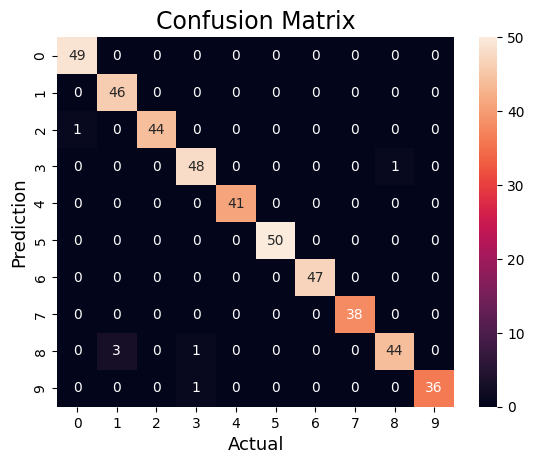 Confusion Matrix
0 49 0 0 0 0 0 0 0 0 0
1 0 46 0 0 0 0 0 0 0 0
2 1 0 44 0 0 0 0 0 0 0
3 0 0 0 48 0 0 0 0 1 0
4 0 0 0 0 41 0 0 0 0 0
5 0 0 0 0 0 50 0 0 0 0
6 0 0 0 0 0 0 47 0 0 0
7 0 0 0 0 0 0 0 38 0 0
8 0 3 0 1 0 0 0 0 44 0
9 0 0 0 1 0 0 0 0 0 36
0 1 2 3 4 5 6 7 8 9
Prediction
Actual
50
40
30
20
10
0